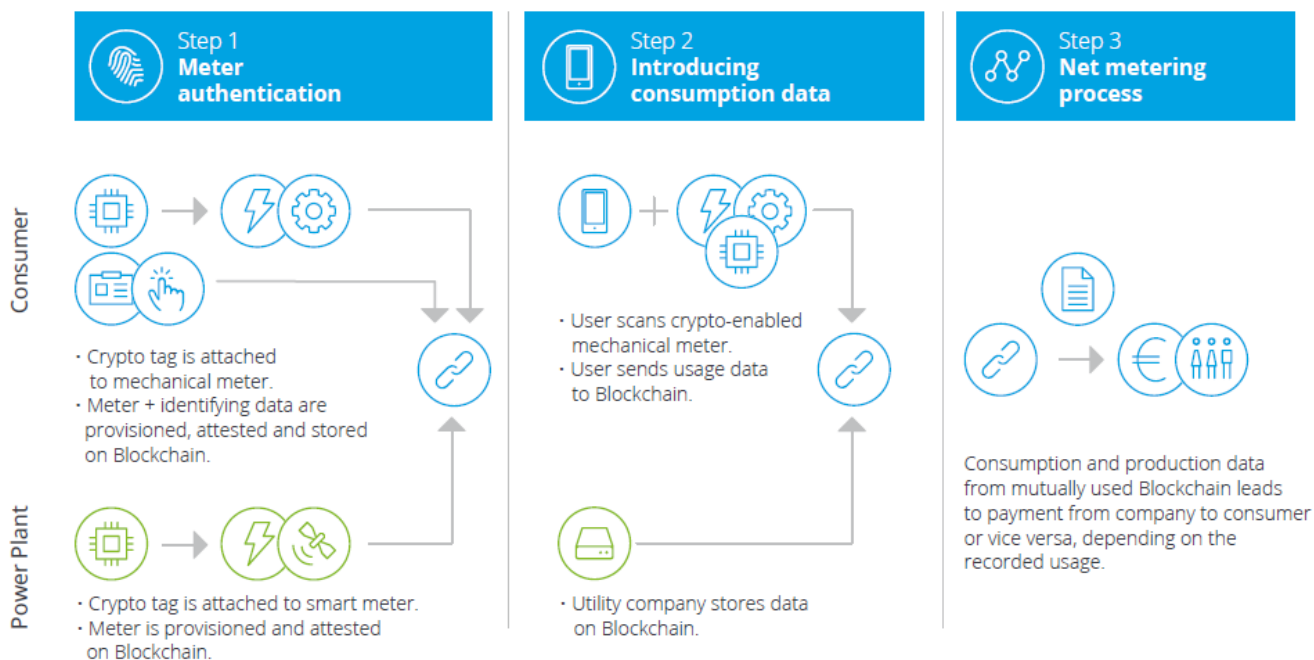 Step 1
Meter
authentication
Step 2
Introducing
consumption data
Step 3
Net metering
process
Consumer
· Crypto tag is attached
to mechanical meter.
· Meter + identifying data are
provisioned, attested and stored
on Blockchain.
· User scans crypto-enabled
mechanical meter.
· User sends usage data
to Blockchain.
Consumption and production data
from mutually used Blockchain leads
to payment from company to consumer
or vice versa, depending on the
recorded usage.
Power Plant
· Crypto tag is attached to smart meter.
· Meter is provisioned and attested
on Blockchain.
· Utility company stores data
on Blockchain.